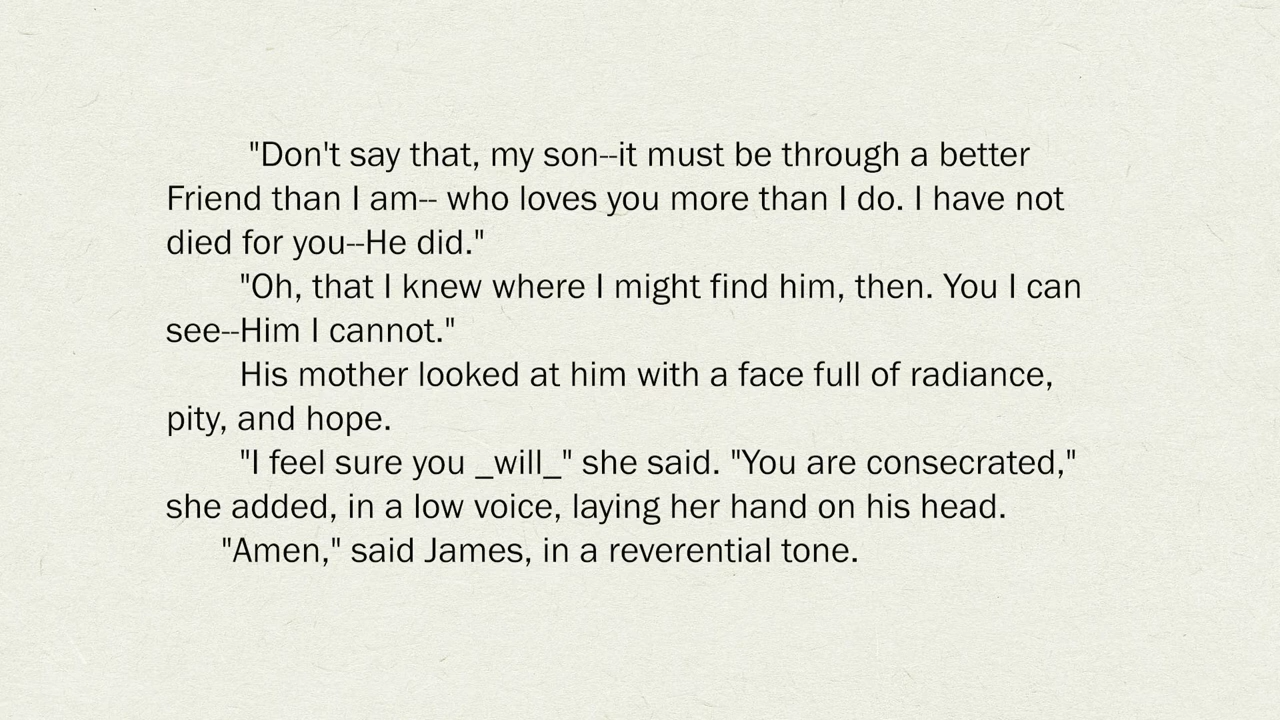 "Don't say that, my son--it must be through a better
Friend than I am-- who loves you more than I do. I have not
died for you--He did."
"Oh, that I knew where I might find him, then. You I can
see--Him I cannot."
His mother looked at him with a face full of radiance,
pity, and hope.
"I feel sure you _will_" she said. "You are consecrated,"
she added, in a low voice, laying her hand on his head.
"Amen," said James, in a reverential tone.